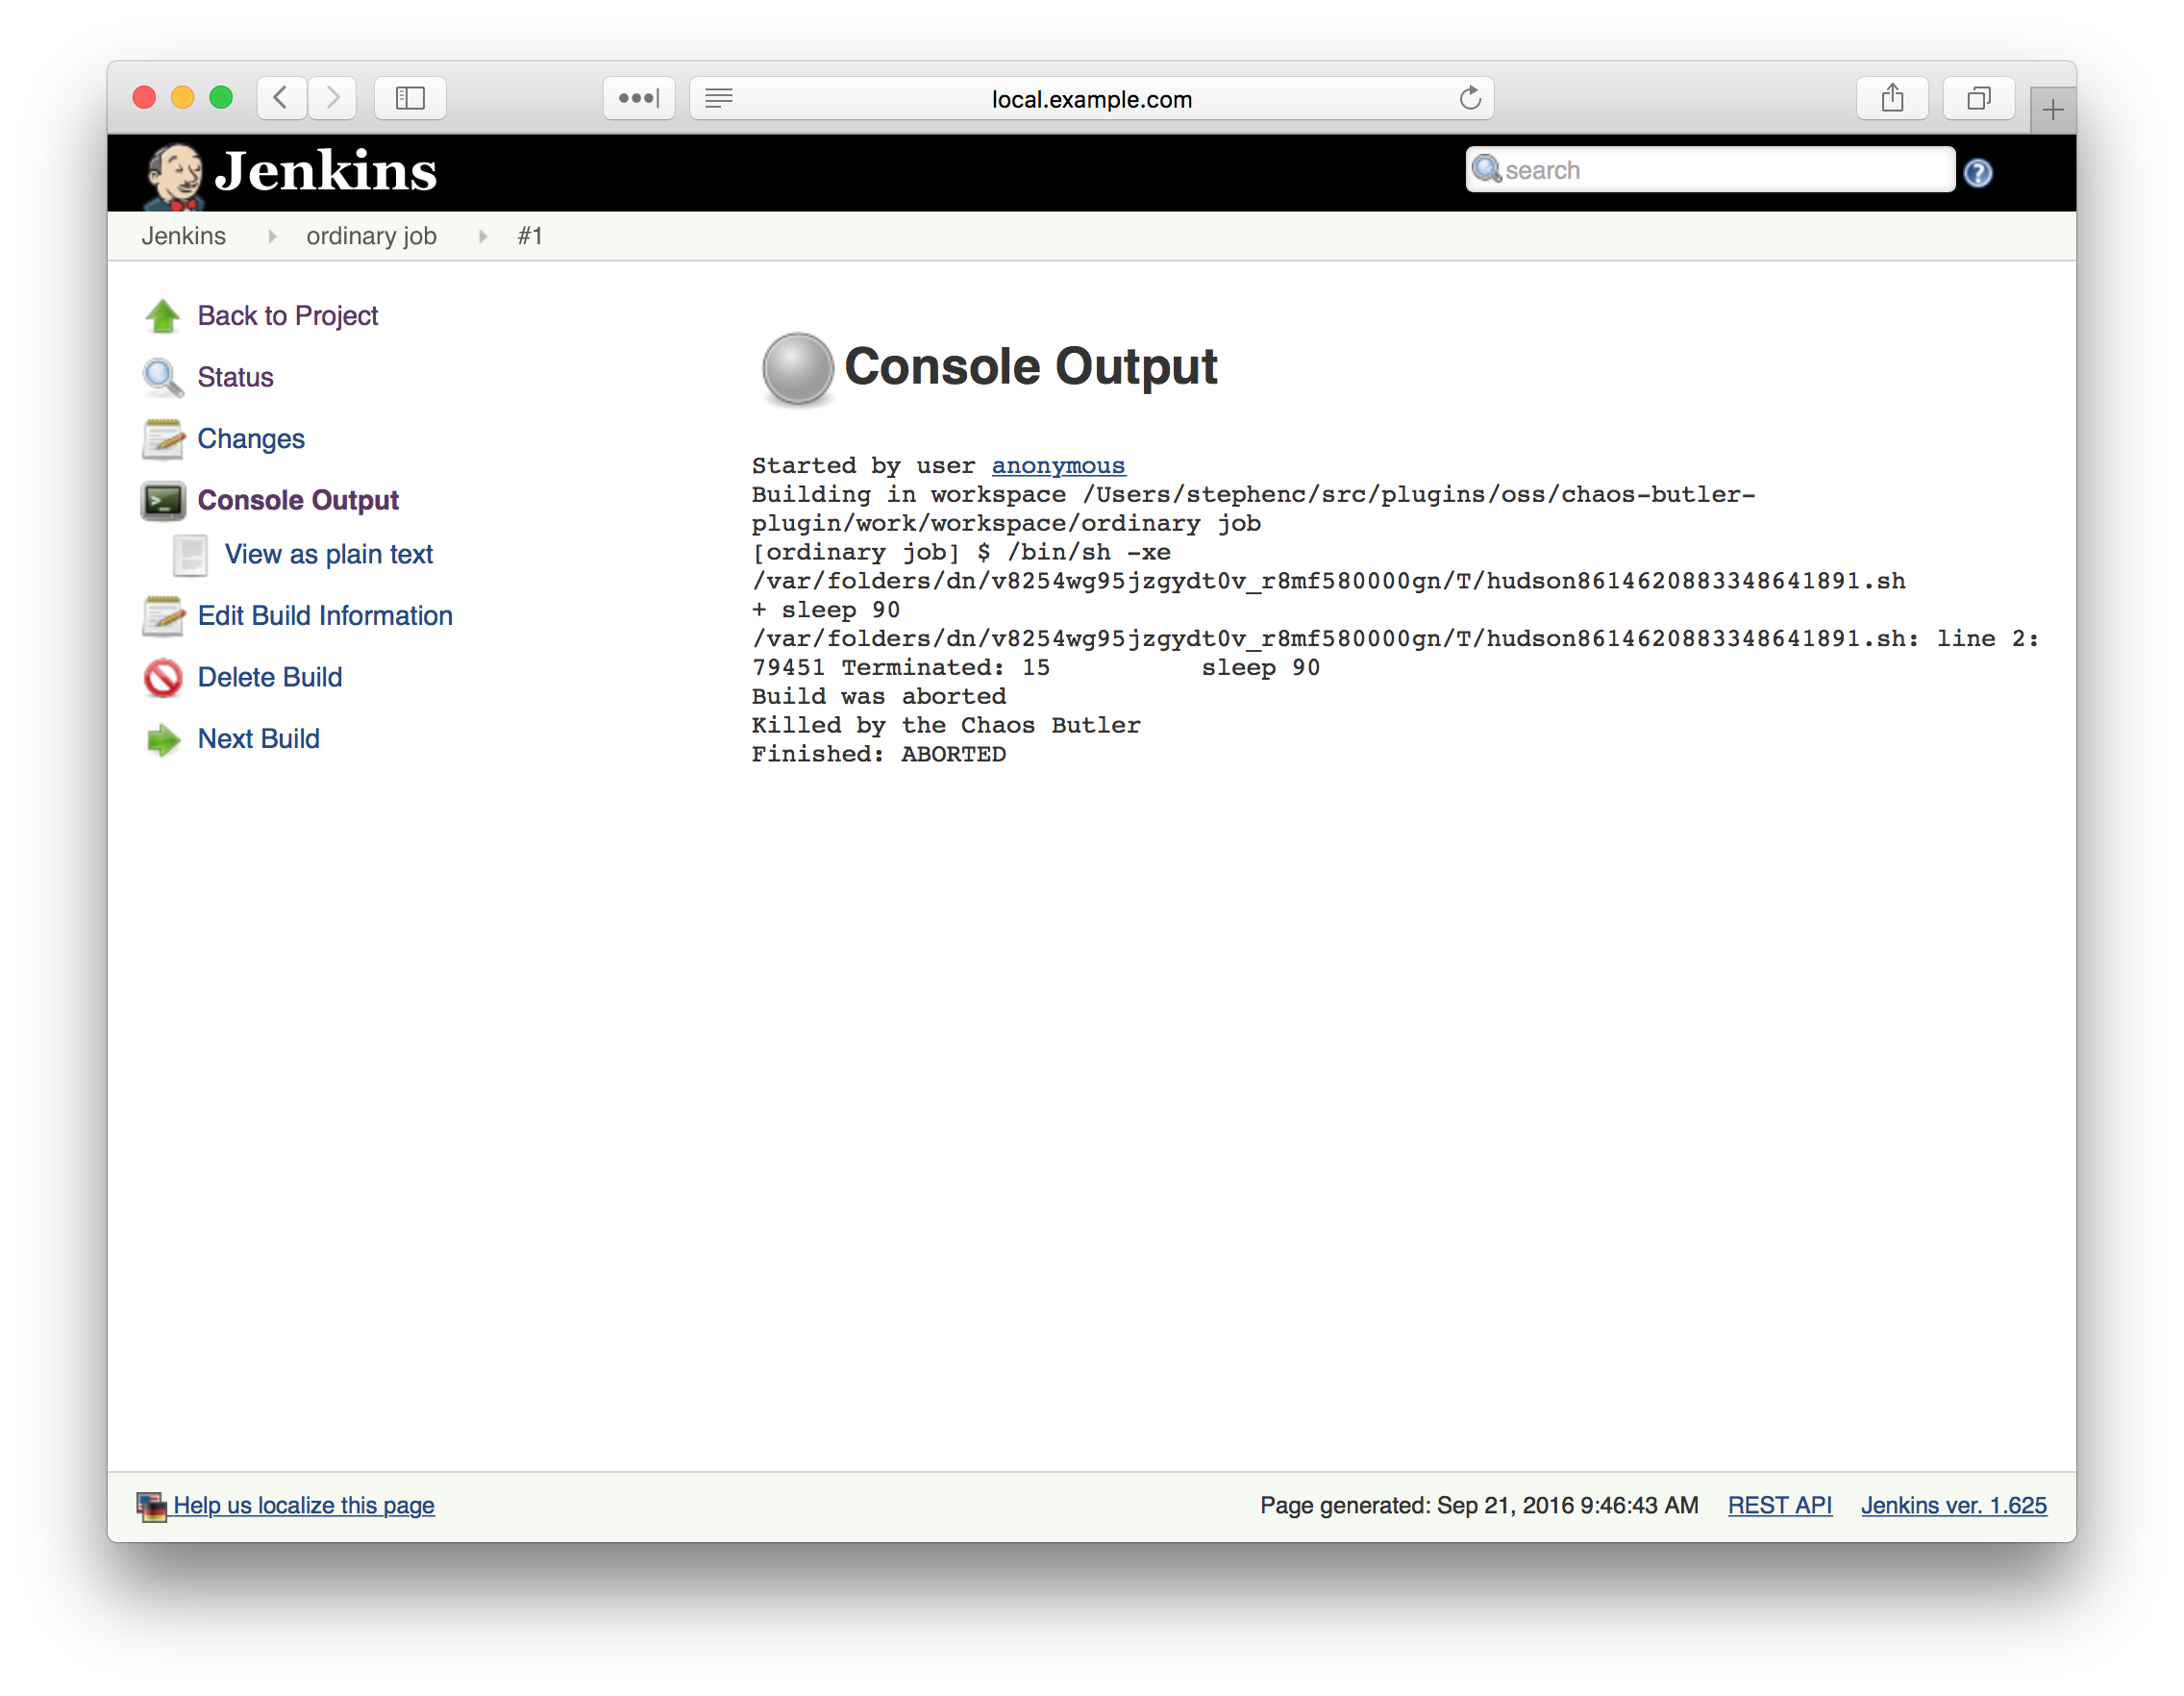 local.example.com
Jenkins
search
Jenkins ordinary job #1
Back to Project
Status
Changes
Console Output
View as plain text
Edit Build Information
Delete Build
Next Build
Console Output
Started by user anonymous
Building in workspace /Users/stephenc/src/plugins/oss/chaos-butler-
plugin/work/workspace/ordinary job
[ordinary job] $ /bin/sh -xe
/var/folders/dn/v8254wg95jzgydt0v_r8mf580000gn/T/hudson8614620883348641891.sh
+ sleep 90
/var/folders/dn/v8254wg95jzgydt0v_r8mf580000gn/T/hudson8614620883348641891.sh: line 2:
79451 Terminated: 15          sleep 90
Build was aborted
Killed by the Chaos Butler
Finished: ABORTED
Help us localize this page
Page generated: Sep 21, 2016 9:46:43 AM REST API Jenkins ver. 1.625